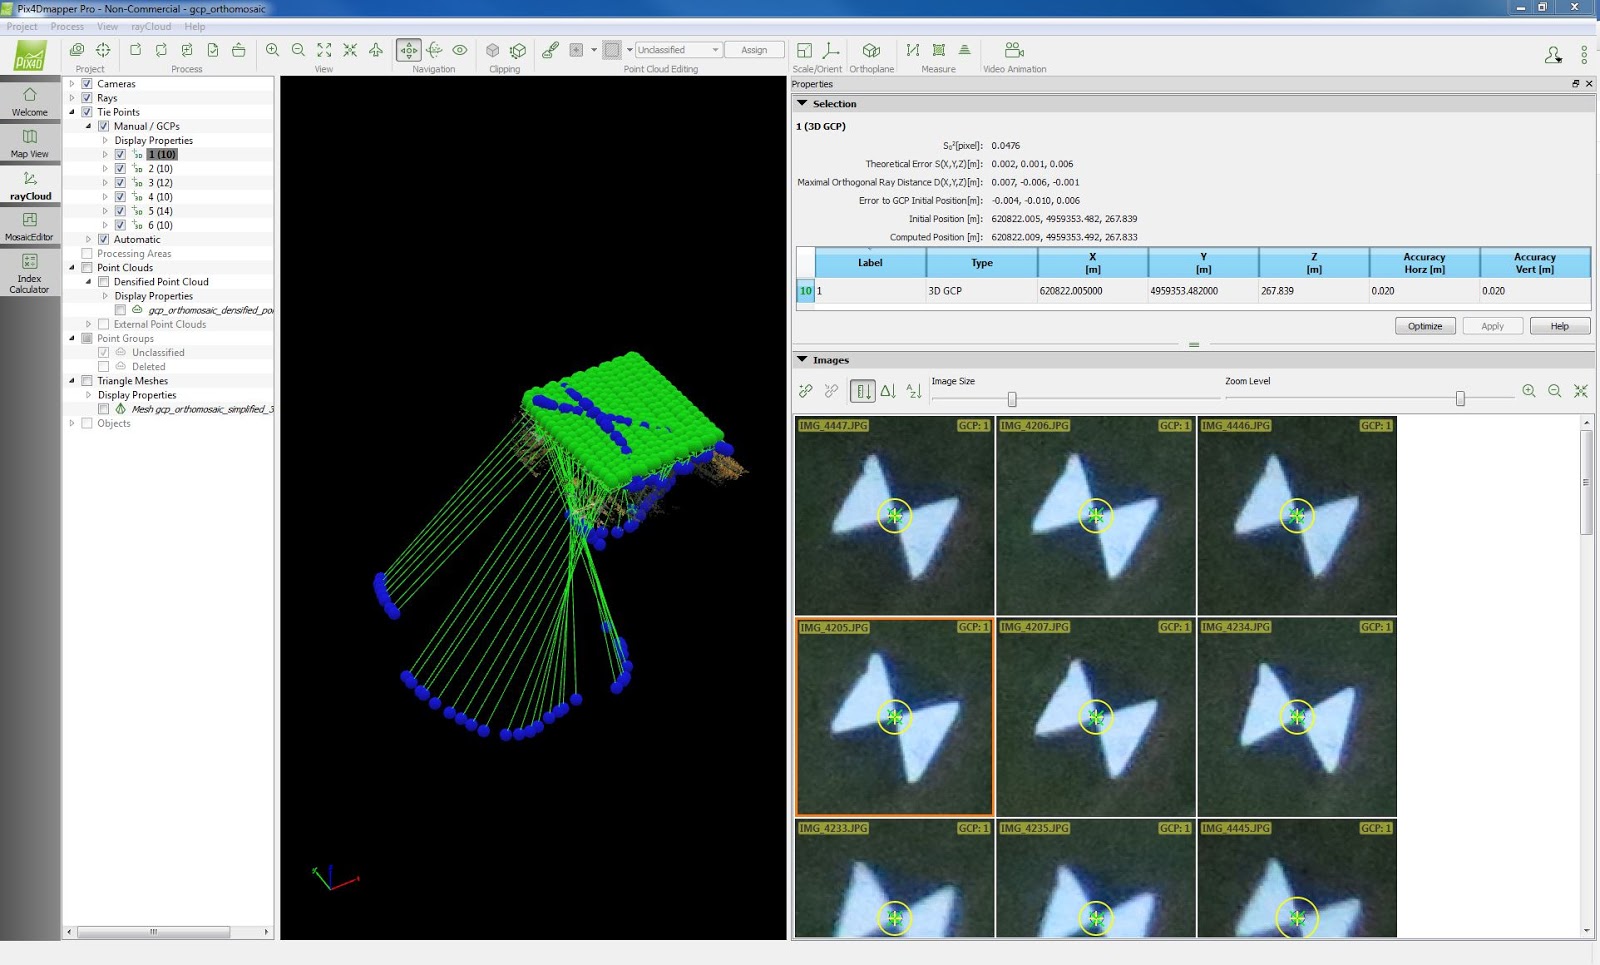 Pix4Dmapper Pro - Non-Commercial - gcp_orthomosaic
Project Process View rayCloud Help
PIX4D
Unclassified Assign
Project Process View Navigation Clipping Point Cloud Editing Scale/Orient Orthoplane Measure Video Animation
Welcome
Map View
rayCloud
MosaicEditor
Index
Calculator
Cameras
Rays
Tie Points
Manual / GCPs
Display Properties
1 (10)
2 (10)
3 (12)
4 (10)
5 (14)
6 (10)
Automatic
Processing Areas
Point Clouds
Densified Point Cloud
Display Properties
gcp_orthomosaic_densified_poi
External Point Clouds
Point Groups
Unclassified
Deleted
Triangle Meshes
Display Properties
Mesh gcp_orthomosaic_simplified_3
Objects
Properties
Selection
1 (3D GCP)
S₀²[pixel]: 0.0476
Theoretical Error S(X,Y,Z)[m]: 0.002, 0.001, 0.006
Maximal Orthogonal Ray Distance D(X,Y,Z)[m]: 0.007, -0.006, -0.001
Error to GCP Initial Position[m]: -0.004, -0.010, 0.006
Initial Position [m]: 620822.005, 4959353.482, 267.839
Computed Position [m]: 620822.009, 4959353.492, 267.833
Label Type X [m] Y [m] Z [m] Accuracy Horz [m] Accuracy Vert [m]
10 1 3D GCP 620822.005000 4959353.482000 267.839 0.020 0.020
Optimize Apply Help
Images
Image Size Zoom Level
IMG_4447.JPG GCP: 1 IMG_4206.JPG GCP: 1 IMG_4446.JPG GCP: 1
IMG_4205.JPG GCP: 1 IMG_4207.JPG GCP: 1 IMG_4234.JPG GCP: 1
IMG_4233.JPG GCP: 1 IMG_4235.JPG GCP: 1 IMG_4445.JPG GCP: 1